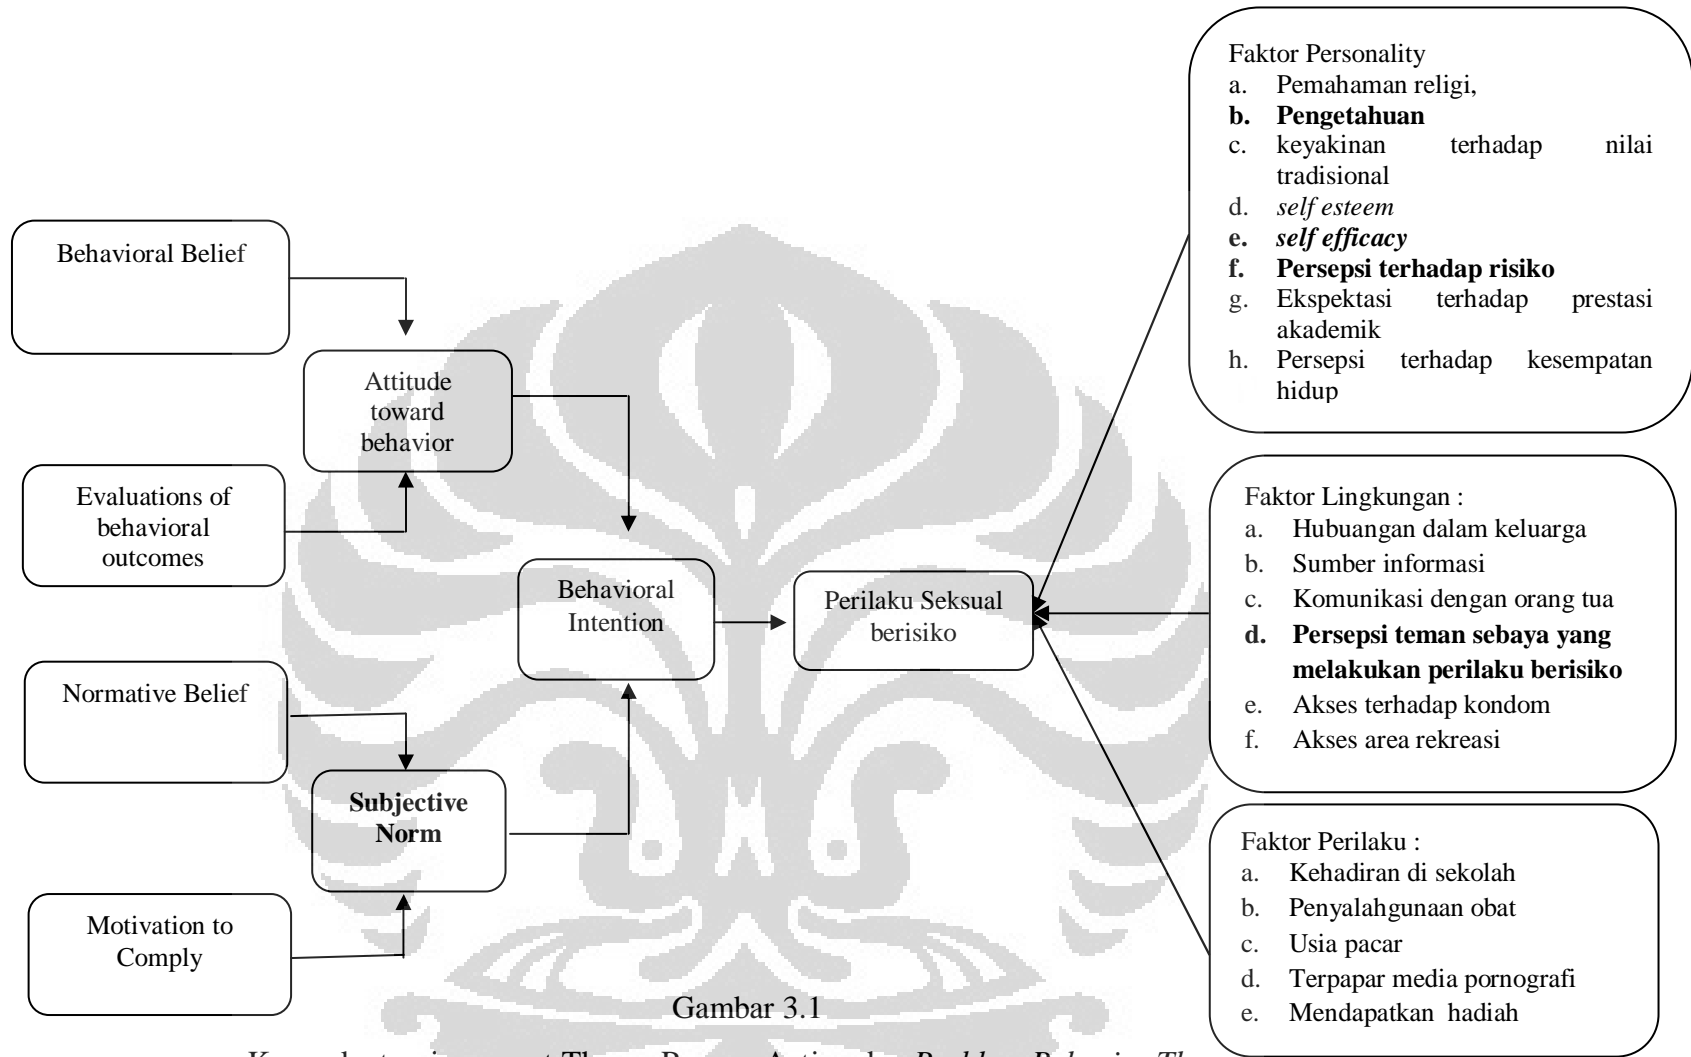 Behavioral Belief
Attitude
toward
behavior
Evaluations of
behavioral
outcomes
Normative Belief
Subjective
Norm
Motivation to
Comply
Behavioral
Intention
Perilaku Seksual
berisiko
Faktor Personality
a. Pemahaman religi,
b. Pengetahuan
c. keyakinan terhadap nilai
tradisional
d. self esteem
e. self efficacy
f. Persepsi terhadap risiko
g. Ekspektasi terhadap prestasi
akademik
h. Persepsi terhadap kesempatan
hidup
Faktor Lingkungan :
a. Hubuangan dalam keluarga
b. Sumber informasi
c. Komunikasi dengan orang tua
d. Persepsi teman sebaya yang
melakukan perilaku berisiko
e. Akses terhadap kondom
f. Akses area rekreasi
Faktor Perilaku :
a. Kehadiran di sekolah
b. Penyalahgunaan obat
c. Usia pacar
d. Terpapar media pornografi
e. Mendapatkan hadiah
Gambar 3.1